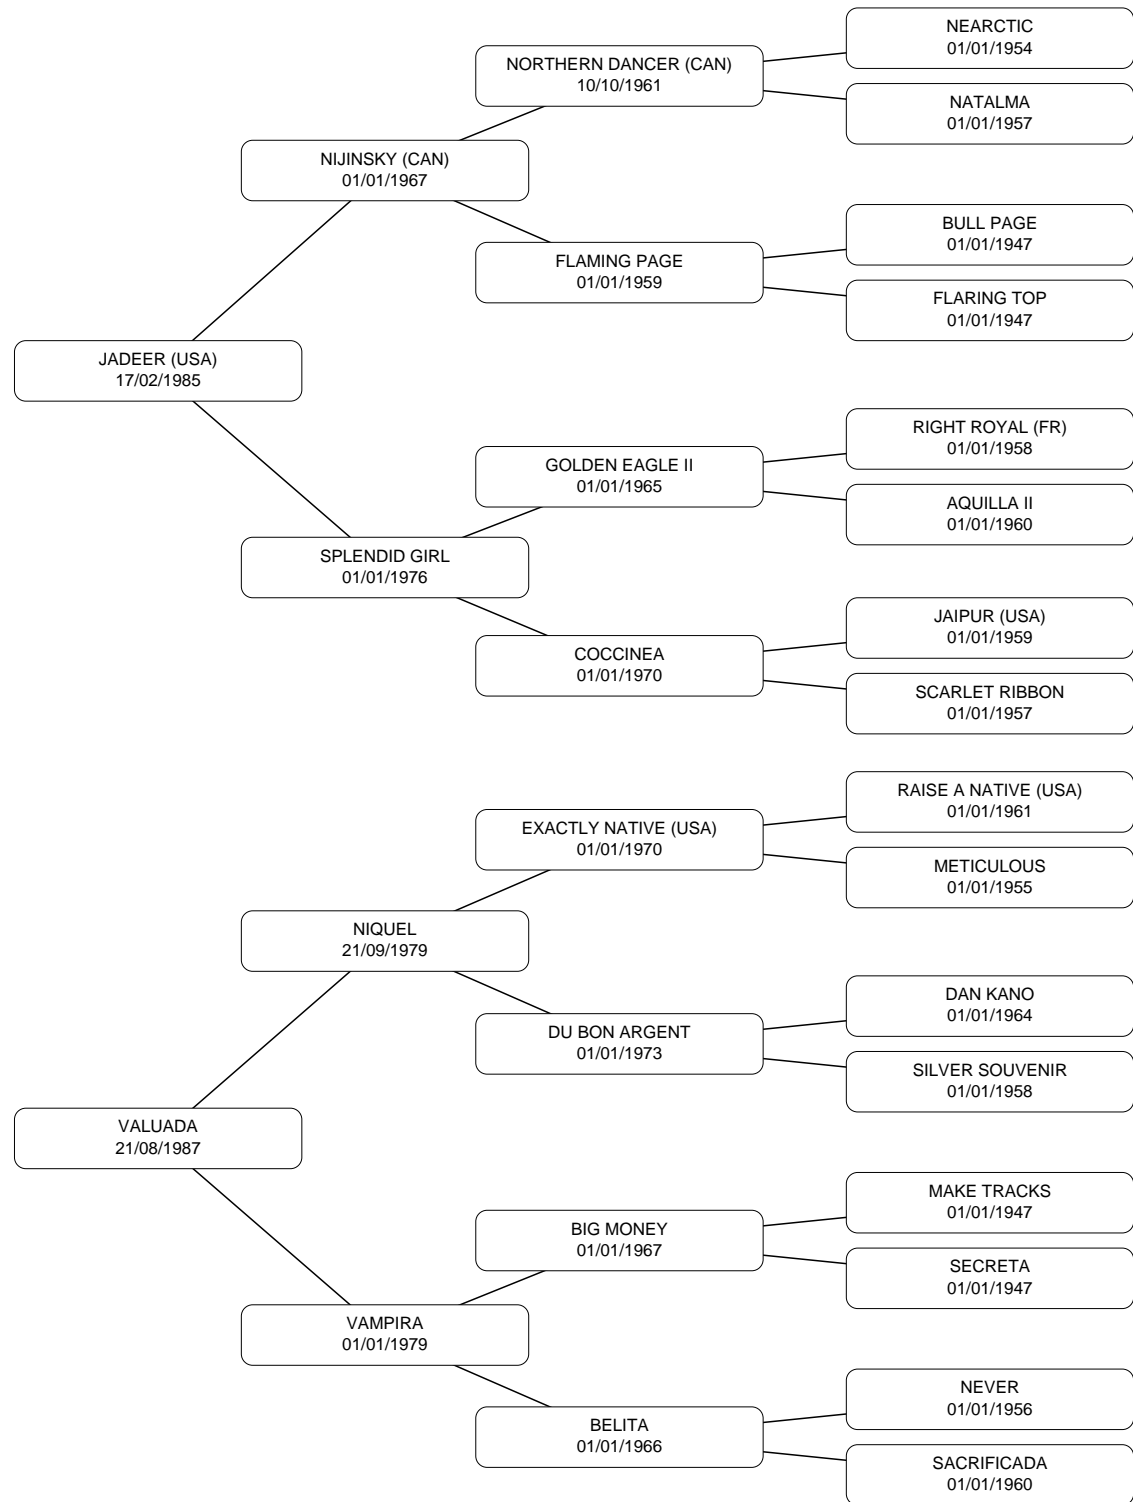 NEARCTIC
01/01/1954
NORTHERN DANCER (CAN)
10/10/1961
NATALMA
01/01/1957
NIJINSKY (CAN)
01/01/1967
BULL PAGE
01/01/1947
FLAMING PAGE
01/01/1959
FLARING TOP
01/01/1947
JADEER (USA)
17/02/1985
RIGHT ROYAL (FR)
01/01/1958
GOLDEN EAGLE II
01/01/1965
AQUILLA II
01/01/1960
SPLENDID GIRL
01/01/1976
JAIPUR (USA)
01/01/1959
COCCINEA
01/01/1970
SCARLET RIBBON
01/01/1957
RAISE A NATIVE (USA)
01/01/1961
EXACTLY NATIVE (USA)
01/01/1970
METICULOUS
01/01/1955
NIQUEL
21/09/1979
DAN KANO
01/01/1964
DU BON ARGENT
01/01/1973
SILVER SOUVENIR
01/01/1958
VALUADA
21/08/1987
MAKE TRACKS
01/01/1947
BIG MONEY
01/01/1967
SECRETA
01/01/1947
VAMPIRA
01/01/1979
NEVER
01/01/1956
BELITA
01/01/1966
SACRIFICADA
01/01/1960